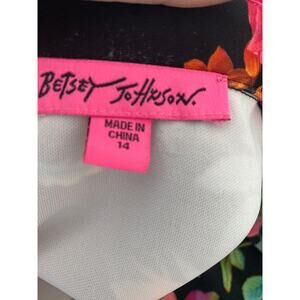 BETSEY JOHNSON.
MADE IN
CHINA
14